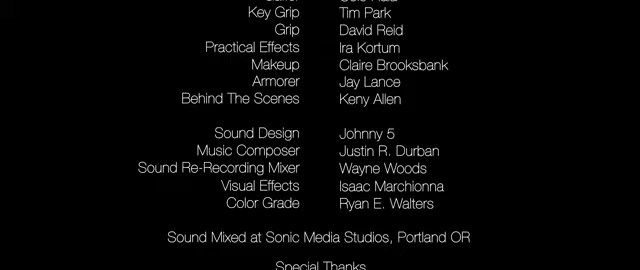 Key Grip Tim Park
Grip David Reid
Practical Effects Ira Kortum
Makeup Claire Brooksbank
Armorer Jay Lance
Behind The Scenes Keny Allen
Sound Design Johnny 5
Music Composer Justin R. Durban
Sound Re-Recording Mixer Wayne Woods
Visual Effects Isaac Marchionna
Color Grade Ryan E. Walters
Sound Mixed at Sonic Media Studios, Portland OR
Special Thanks